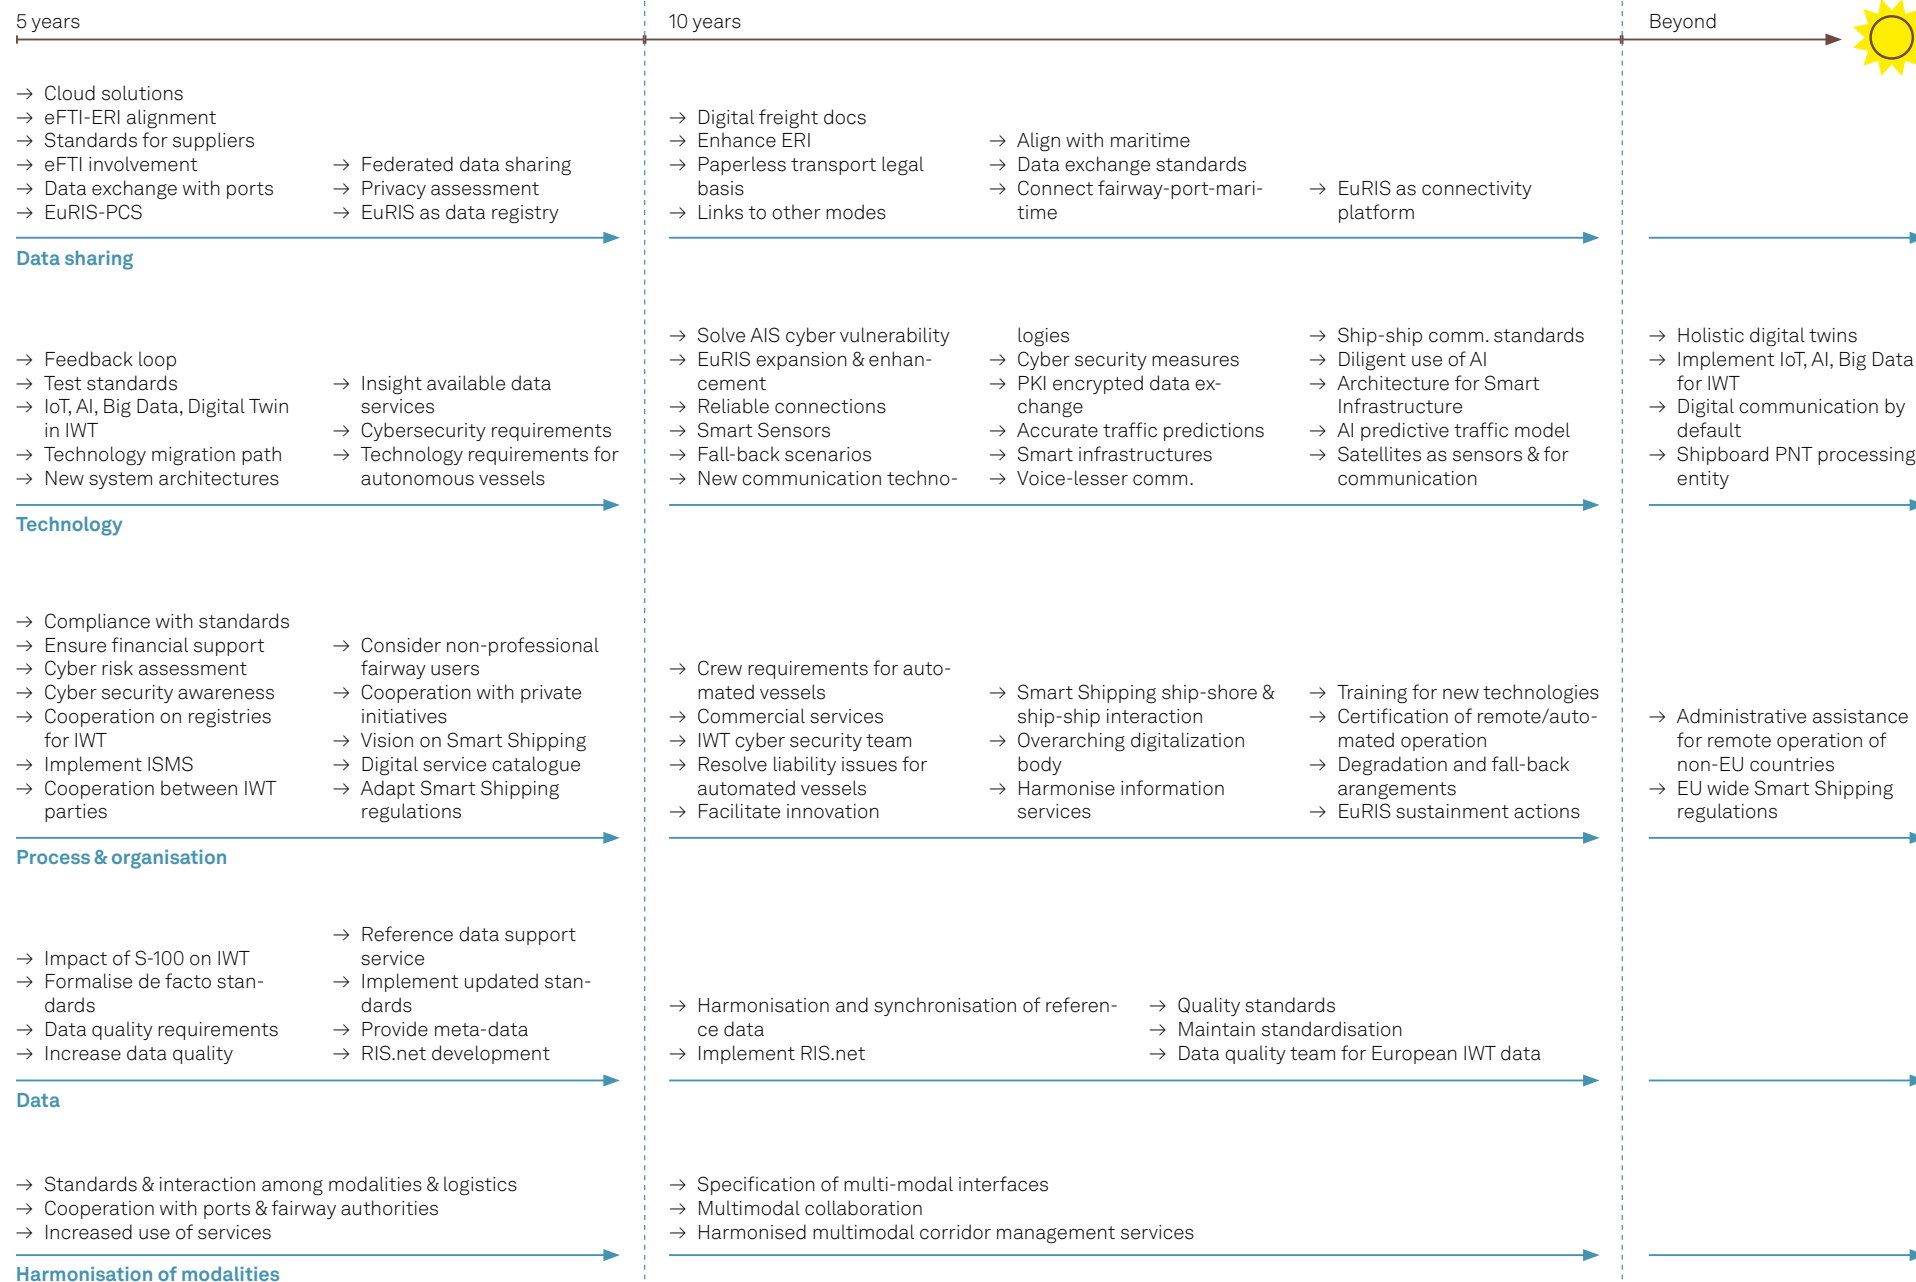 5 years
10 years
Beyond
→ Cloud solutions
→ eFTI-ERI alignment
→ Standards for suppliers
→ eFTI involvement
→ Data exchange with ports
→ EuRIS-PCS
→ Federated data sharing
→ Privacy assessment
→ EuRIS as data registry
→ Digital freight docs
→ Enhance ERI
→ Paperless transport legal
basis
→ Links to other modes
→ Align with maritime
→ Data exchange standards
→ Connect fairway-port-mari-
time
→ EuRIS as connectivity
platform
Data sharing
→ Feedback loop
→ Test standards
→ IoT, AI, Big Data, Digital Twin
in IWT
→ Technology migration path
→ New system architectures
→ Insight available data
services
→ Cybersecurity requirements
→ Technology requirements for
autonomous vessels
→ Solve AIS cyber vulnerability
→ EuRIS expansion & enhan-
cement
→ Reliable connections
→ Smart Sensors
→ Fall-back scenarios
→ New communication techno-
logies
→ Cyber security measures
→ PKI encrypted data ex-
change
→ Accurate traffic predictions
→ Smart infrastructures
→ Voice-lesser comm.
→ Ship-ship comm. standards
→ Diligent use of AI
→ Architecture for Smart
Infrastructure
→ AI predictive traffic model
→ Satellites as sensors & for
communication
→ Holistic digital twins
→ Implement IoT, AI, Big Data
for IWT
→ Digital communication by
default
→ Shipboard PNT processing
entity
Technology
→ Compliance with standards
→ Ensure financial support
→ Cyber risk assessment
→ Cyber security awareness
→ Cooperation on registries
for IWT
→ Implement ISMS
→ Cooperation between IWT
parties
→ Consider non-professional
fairway users
→ Cooperation with private
initiatives
→ Vision on Smart Shipping
→ Digital service catalogue
→ Adapt Smart Shipping
regulations
→ Crew requirements for auto-
mated vessels
→ Commercial services
→ IWT cyber security team
→ Resolve liability issues for
automated vessels
→ Facilitate innovation
→ Smart Shipping ship-shore &
ship-ship interaction
→ Overarching digitalization
body
→ Harmonise information
services
→ Training for new technologies
→ Certification of remote/auto-
mated operation
→ Degradation and fall-back
arangements
→ EuRIS sustainment actions
→ Administrative assistance
for remote operation of
non-EU countries
→ EU wide Smart Shipping
regulations
Process & organisation
→ Impact of S-100 on IWT
→ Formalise de facto stan-
dards
→ Data quality requirements
→ Increase data quality
→ Reference data support
service
→ Implement updated stan-
dards
→ Provide meta-data
→ RIS.net development
→ Harmonisation and synchronisation of referen-
ce data
→ Implement RIS.net
→ Quality standards
→ Maintain standardisation
→ Data quality team for European IWT data
Data
→ Standards & interaction among modalities & logistics
→ Cooperation with ports & fairway authorities
→ Increased use of services
→ Specification of multi-modal interfaces
→ Multimodal collaboration
→ Harmonised multimodal corridor management services
Harmonisation of modalities